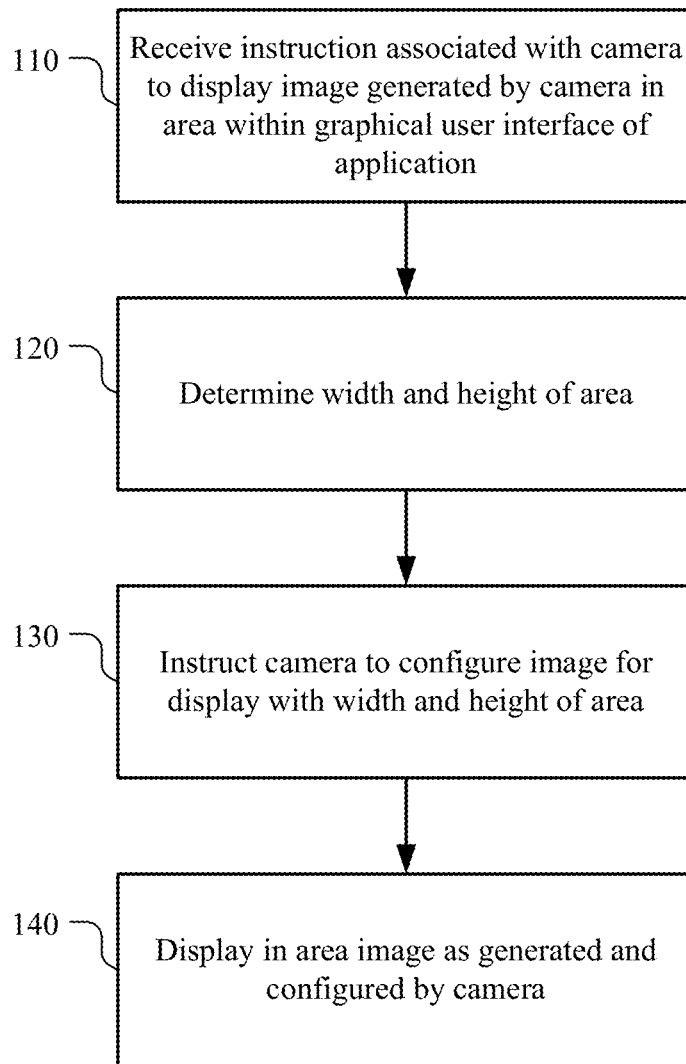 110
Receive instruction associated with camera
to display image generated by camera in
area within graphical user interface of
application
120
Determine width and height of area
130
Instruct camera to configure image for
display with width and height of area
140
Display in area image as generated and
configured by camera